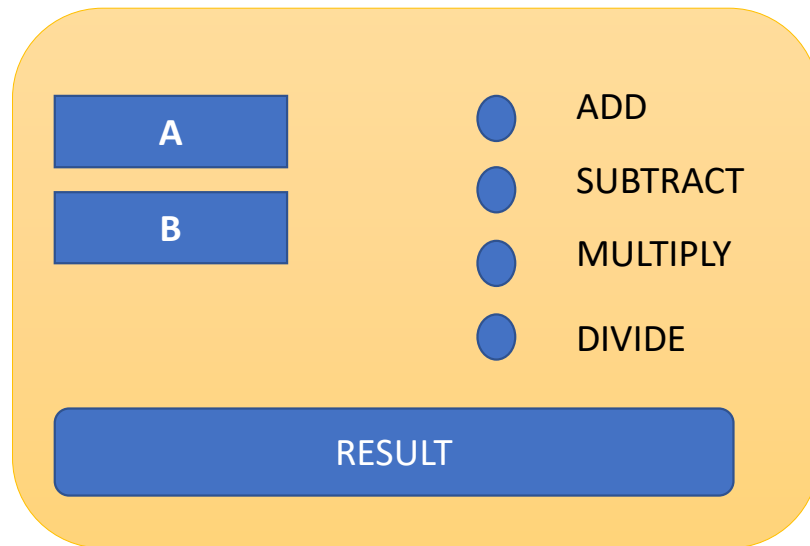 A
B
ADD
SUBTRACT
MULTIPLY
DIVIDE
RESULT